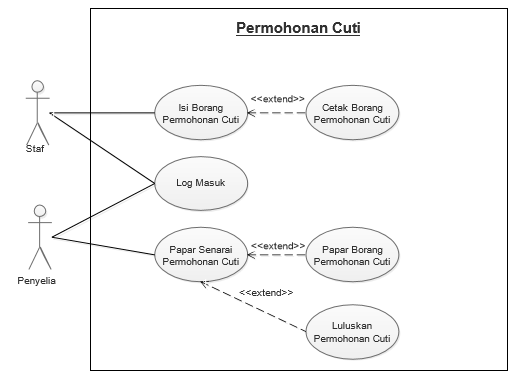 Permohonan Cuti
Isi Borang
Permohonan Cuti
<<extend>>
Cetak Borang
Permohonan Cuti
Staf
Log Masuk
Penyelia
Papar Senarai
Permohonan Cuti
<<extend>>
Papar Borang
Permohonan Cuti
<<extend>>
Luluskan
Permohonan Cuti